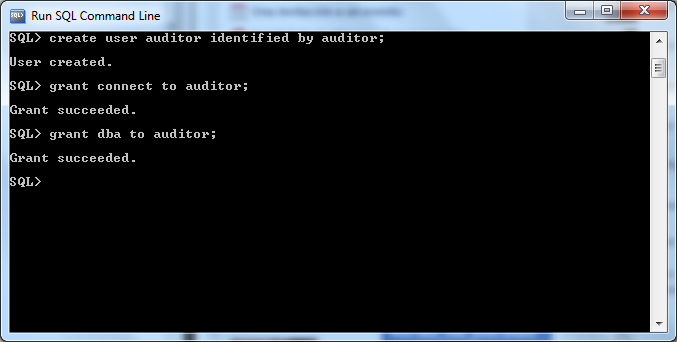 Run SQL Command Line
SQL> create user auditor identified by auditor;
User created.
SQL> grant connect to auditor;
Grant succeeded.
SQL> grant dba to auditor;
Grant succeeded.
SQL>